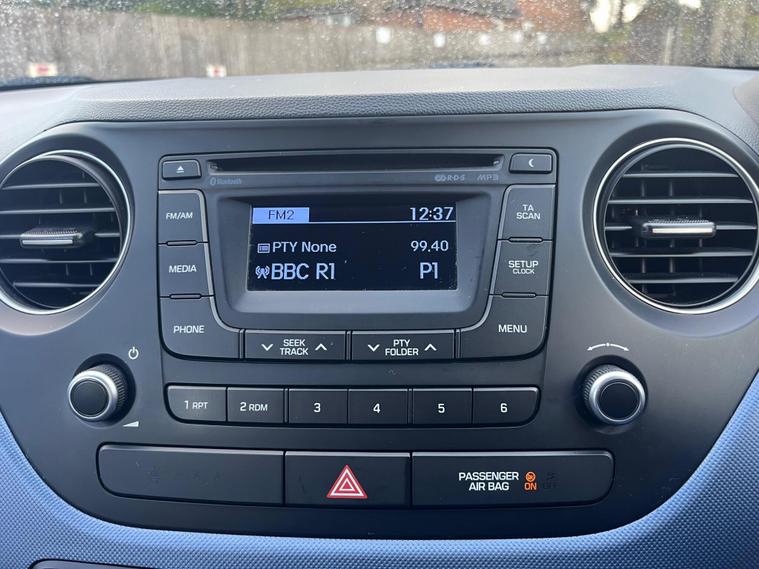 Bluetooth
R·D·S
MP3
FM/AM
FM2
12:37
TA
SCAN
PTY None
99.40
MEDIA
BBC R1
P1
SETUP
CLOCK
PHONE
SEEK
TRACK
PTY
FOLDER
MENU
1 RPT
2 RDM
3
4
5
6
PASSENGER
AIR BAG
ON